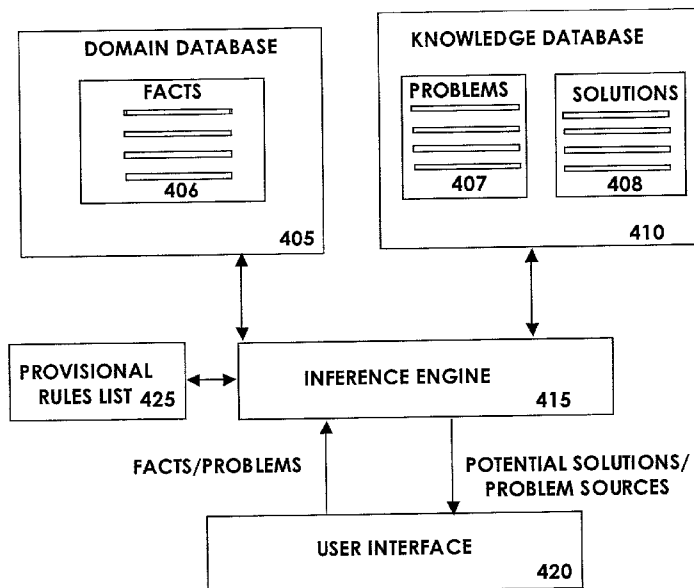 DOMAIN DATABASE
FACTS
406
405
KNOWLEDGE DATABASE
PROBLEMS
407
SOLUTIONS
408
410
PROVISIONAL
RULES LIST 425
INFERENCE ENGINE
415
FACTS/PROBLEMS
POTENTIAL SOLUTIONS/
PROBLEM SOURCES
USER INTERFACE
420